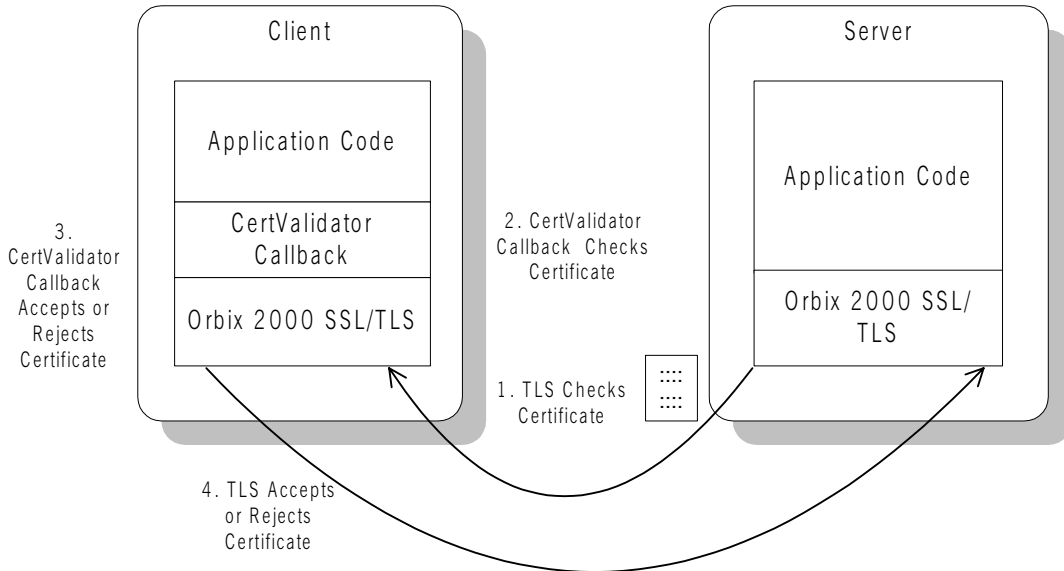 Client
Application Code
CertValidator
Callback
Orbix 2000 SSL/TLS
3.
CertValidator
Callback
Accepts or
Rejects
Certificate
2. CertValidator
Callback Checks
Certificate
1. TLS Checks
Certificate
4. TLS Accepts
or Rejects
Certificate
Server
Application Code
Orbix 2000 SSL/
TLS